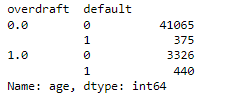 overdraft  default
0.0        0          41065
           1            375
1.0        0           3326
           1            440
Name: age, dtype: int64